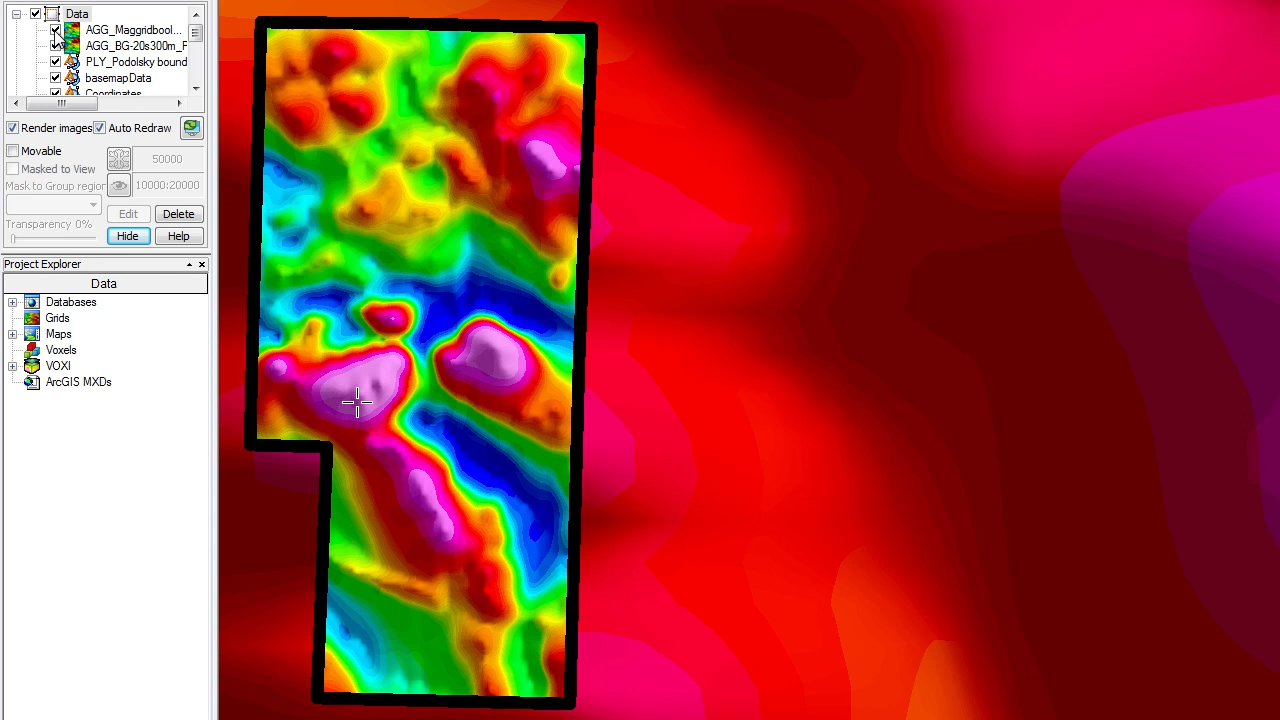 Data
AGG_Maggridbool...
AGG_BG-20s300m_F
PLY_Podolsky bound
basemapData
Coordinates
Render images Auto Redraw
Movable
50000
Masked to View
Mask to Group region
10000:20000
Edit Delete
Transparency 0%
Hide Help
Project Explorer
Data
Databases
Grids
Maps
Voxels
VOXI
ArcGIS MXDs